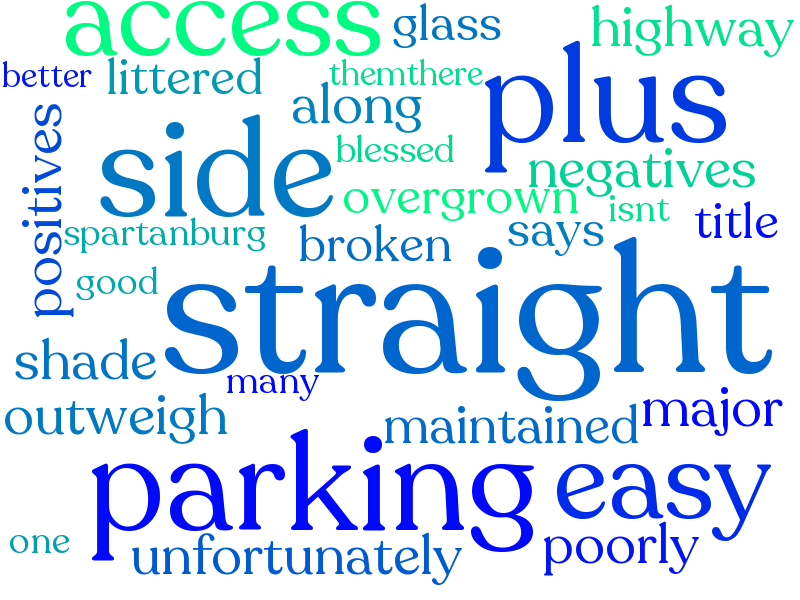 access
glass
highway
better
littered
themthere
plus
along
side
blessed
negatives
positives
overgrown
isnt
title
spartanburg
broken
says
good
straight
shade
many
outweigh
maintained
major
parking
easy
one
unfortunately
poorly